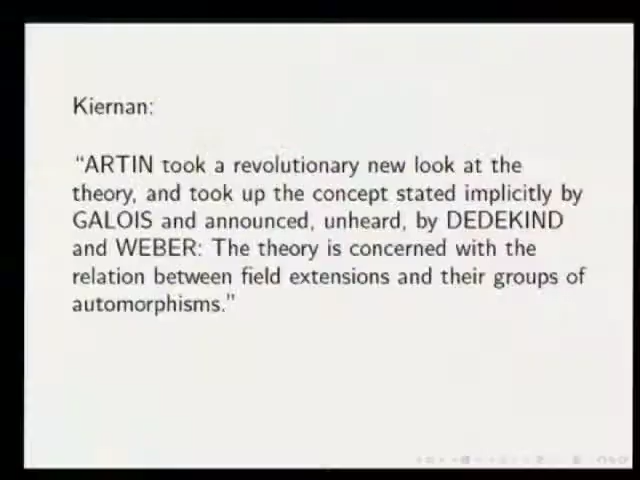 Kiernan:
“ARTIN took a revolutionary new look at the
theory, and took up the concept stated implicitly by
GALOIS and announced, unheard, by DEDEKIND
and WEBER: The theory is concerned with the
relation between field extensions and their groups of
automorphisms.”